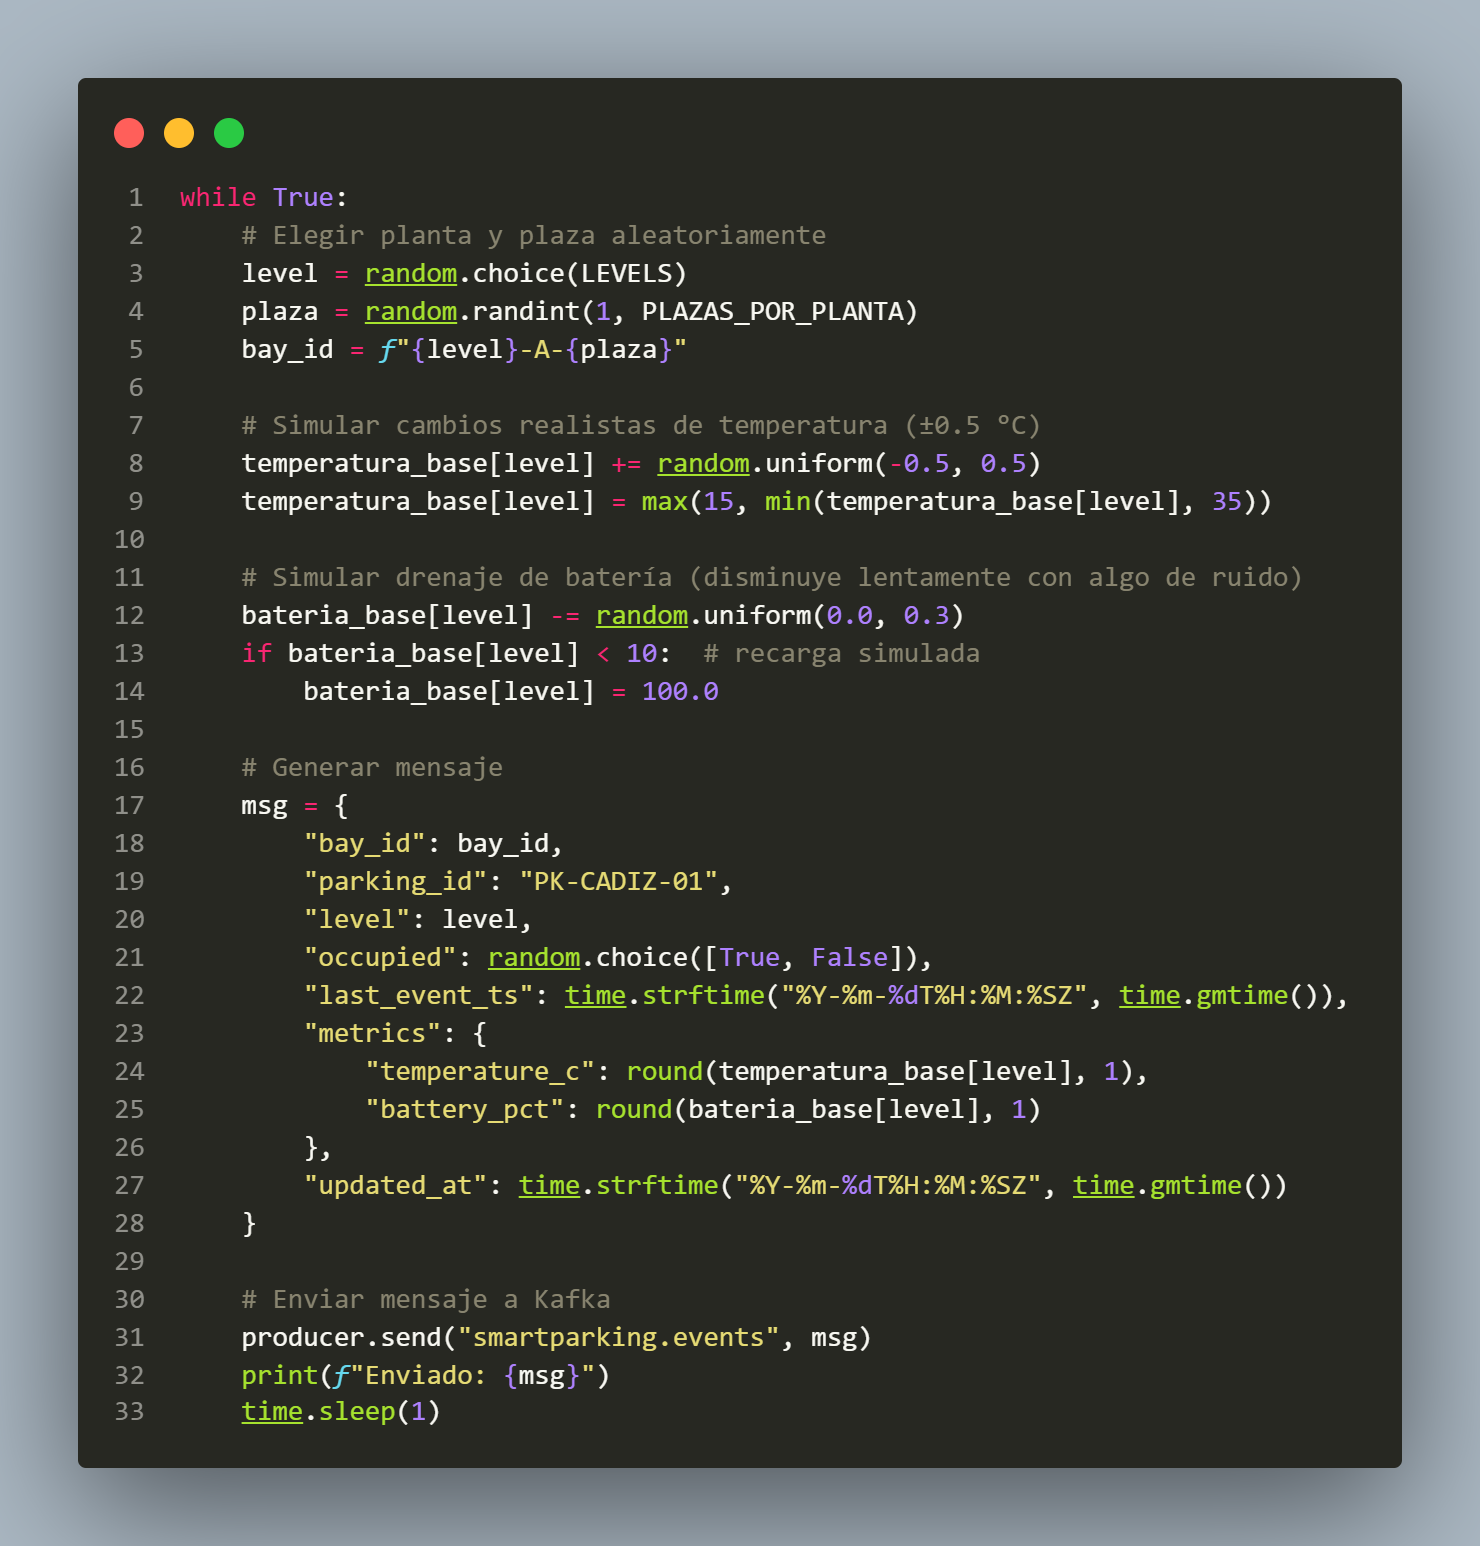 1 while True:
2     # Elegir planta y plaza aleatoriamente
3     level = random.choice(LEVELS)
4     plaza = random.randint(1, PLAZAS_POR_PLANTA)
5     bay_id = f"{level}-A-{plaza}"
6
7     # Simular cambios realistas de temperatura (±0.5 ºC)
8     temperatura_base[level] += random.uniform(-0.5, 0.5)
9     temperatura_base[level] = max(15, min(temperatura_base[level], 35))
10
11     # Simular drenaje de batería (disminuye lentamente con algo de ruido)
12     bateria_base[level] -= random.uniform(0.0, 0.3)
13     if bateria_base[level] < 10:  # recarga simulada
14         bateria_base[level] = 100.0
15
16     # Generar mensaje
17     msg = {
18         "bay_id": bay_id,
19         "parking_id": "PK-CADIZ-01",
20         "level": level,
21         "occupied": random.choice([True, False]),
22         "last_event_ts": time.strftime("%Y-%m-%dT%H:%M:%SZ", time.gmtime()),
23         "metrics": {
24             "temperature_c": round(temperatura_base[level], 1),
25             "battery_pct": round(bateria_base[level], 1)
26         },
27         "updated_at": time.strftime("%Y-%m-%dT%H:%M:%SZ", time.gmtime())
28     }
29
30     # Enviar mensaje a Kafka
31     producer.send("smartparking.events", msg)
32     print(f"Enviado: {msg}")
33     time.sleep(1)